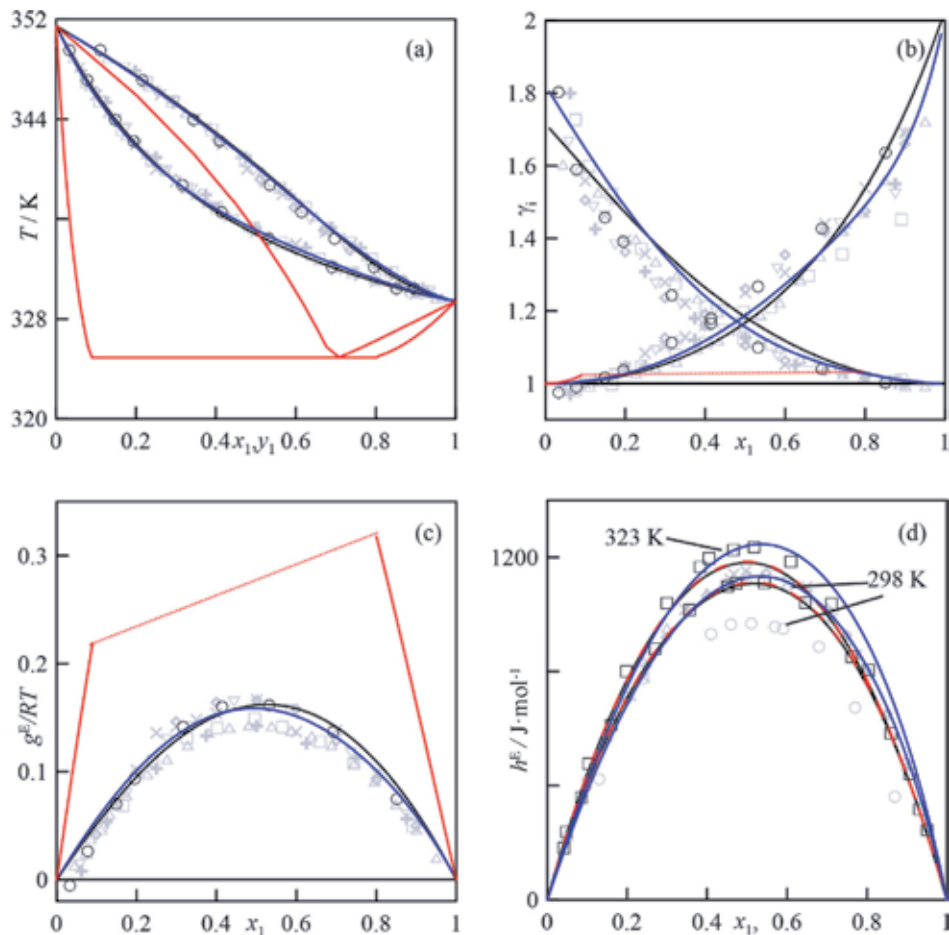 352
(a)
344
T / K
328
320
0 0.2 0.4 x₁,y₁ 0.6 0.8 1
2
(b)
1.8
1.6
γᵢ
1.4
1.2
1
0 0.2 0.4 x₁ 0.6 0.8 1
(c)
0.3
0.2
gᴱ/RT
0.1
0
0 0.2 0.4 x₁ 0.6 0.8 1
(d)
323 K
1200
298 K
hᴱ / J·mol⁻¹
0
0 0.2 0.4 x₁, 0.6 0.8 1